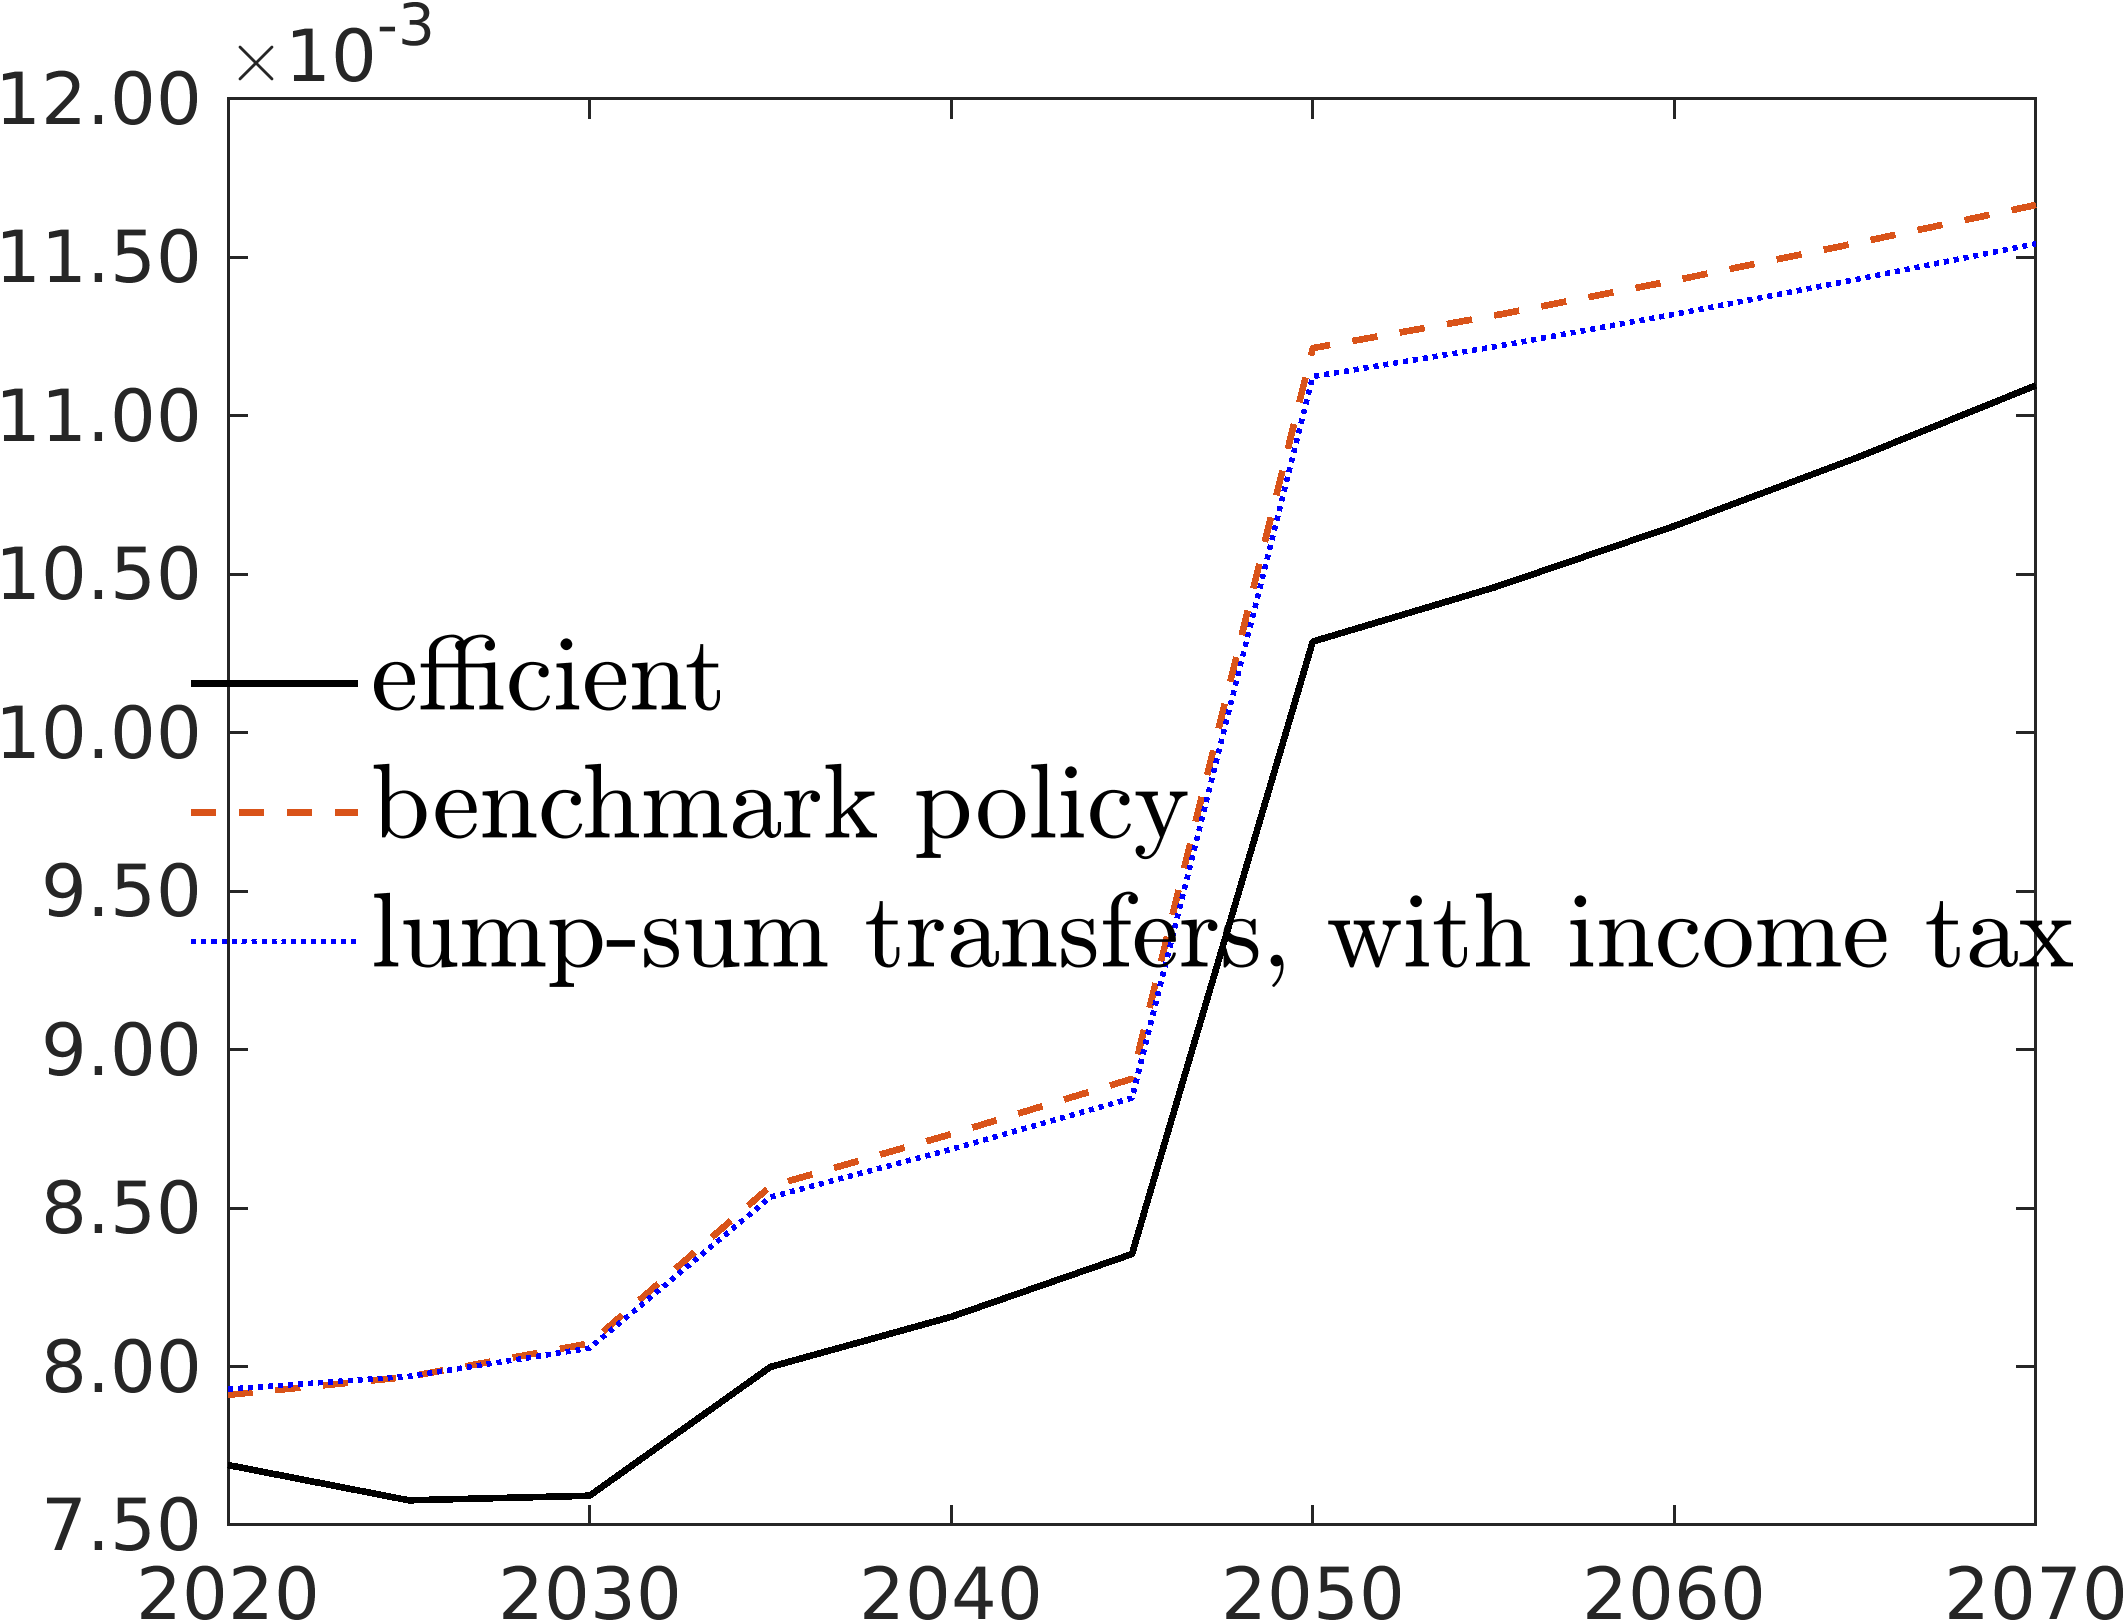 ×10-3
12.00
11.50
11.00
10.50
10.00
9.50
9.00
8.50
8.00
7.50
efficient
benchmark policy
lump-sum transfers, with income tax
2020 2030 2040 2050 2060 2070